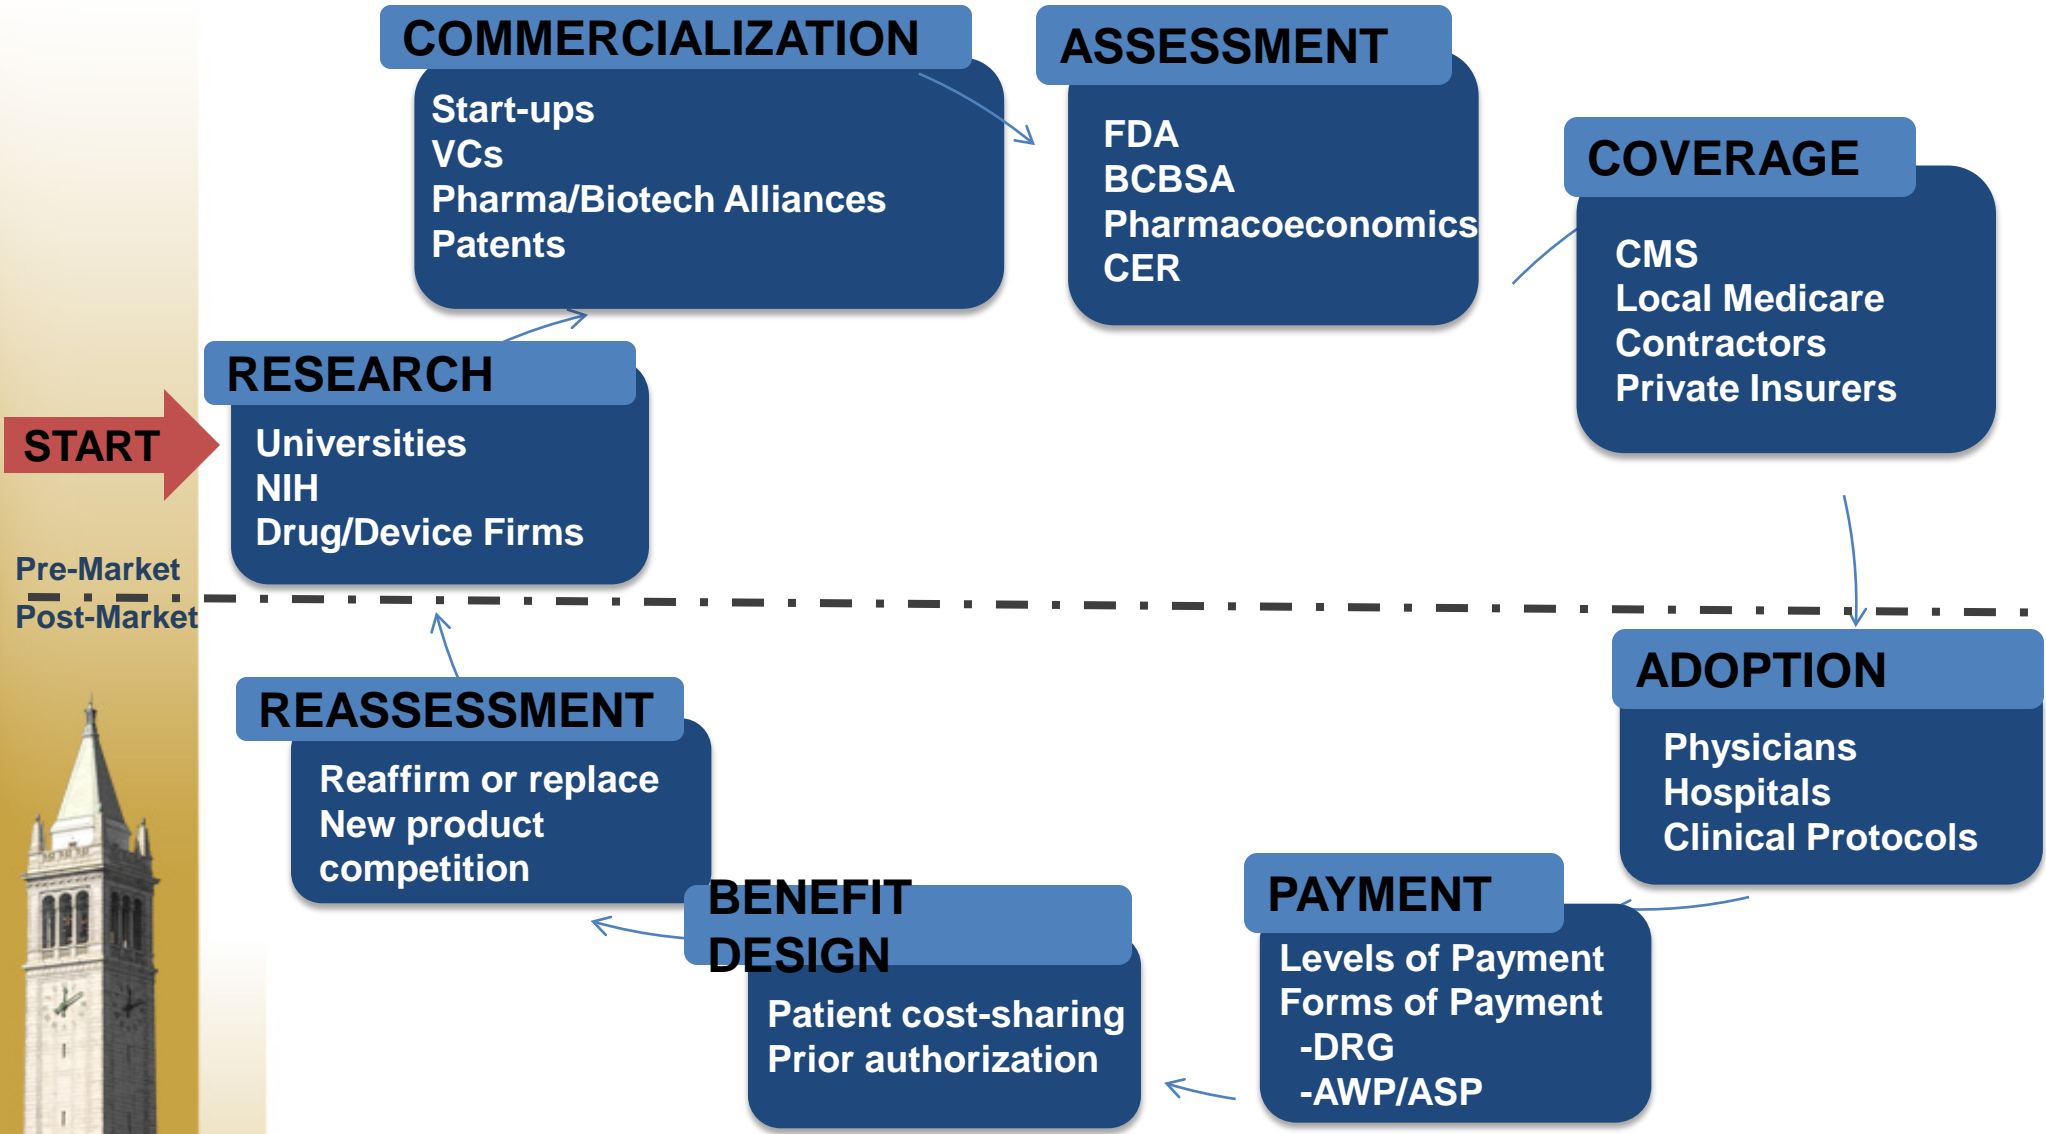 COMMERCIALIZATION
Start-ups
VCs
Pharma/Biotech Alliances
Patents
ASSESSMENT
FDA
BCBSA
Pharmacoeconomics
CER
COVERAGE
CMS
Local Medicare
Contractors
Private Insurers
RESEARCH
Universities
NIH
Drug/Device Firms
START
Pre-Market
Post-Market
ADOPTION
Physicians
Hospitals
Clinical Protocols
PAYMENT
Levels of Payment
Forms of Payment
-DRG
-AWP/ASP
BENEFIT
DESIGN
Patient cost-sharing
Prior authorization
REASSESSMENT
Reaffirm or replace
New product
competition